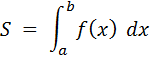 S = ∫_a^b f(x) dx